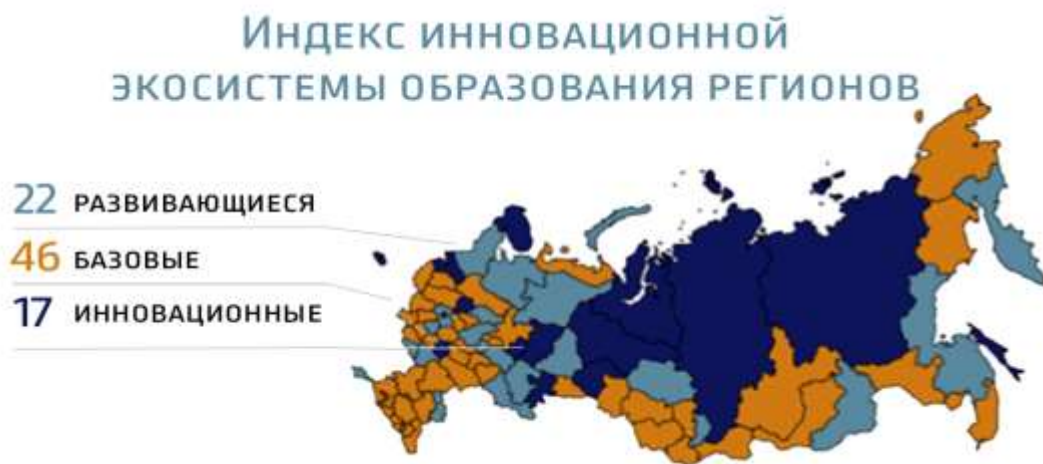 Индекс инновационной
экосистемы образования регионов
22 развивающиеся
46 базовые
17 инновационные